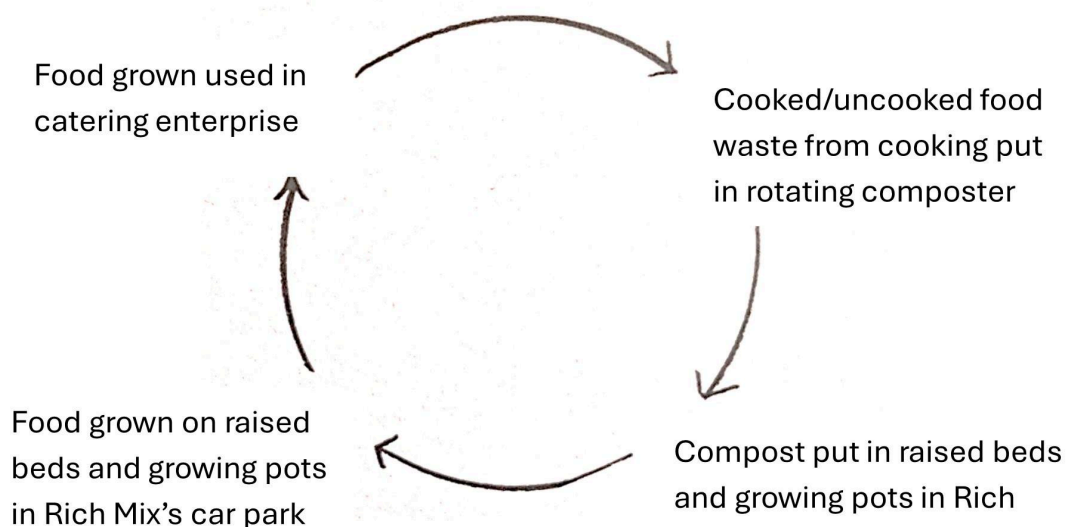 Food grown used in
catering enterprise
Cooked/uncooked food
waste from cooking put
in rotating composter
Compost put in raised beds
and growing pots in Rich
Food grown on raised
beds and growing pots
in Rich Mix’s car park